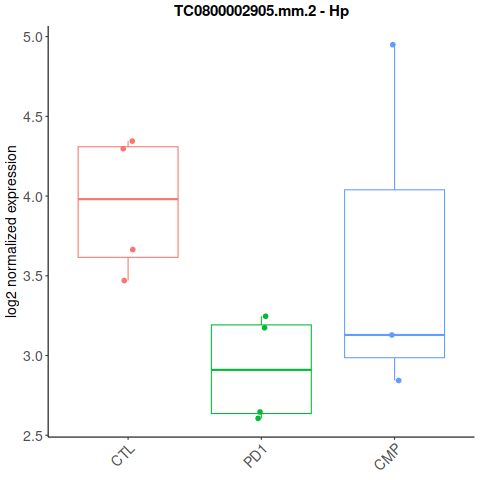 TC0800002905.mm.2 - Hp
log2 normalized expression
5.0
4.5
4.0
3.5
3.0
2.5
CTL
PD1
CMP